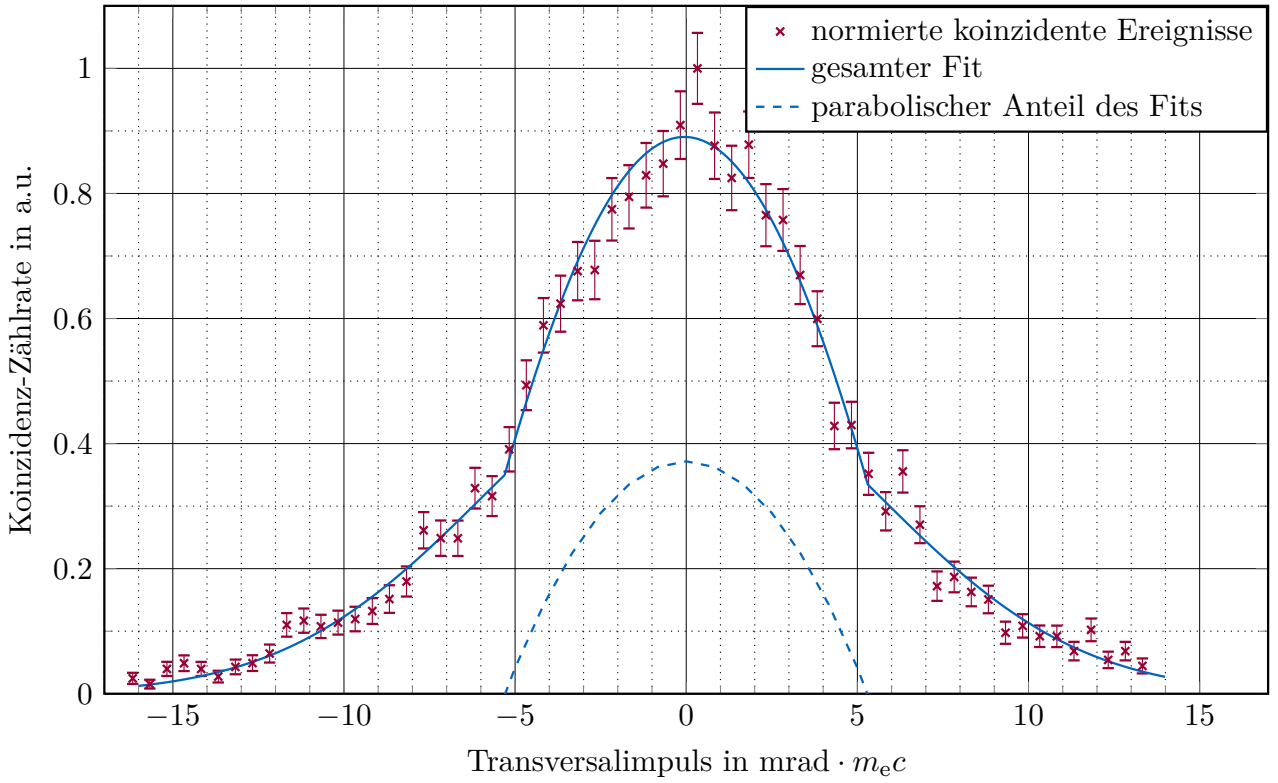 normierte koinzidente Ereignisse
gesamter Fit
parabolischer Anteil des Fits
Koinzidenz-Zählrate in a.u.
1
0.8
0.6
0.4
0.2
0
−15 −10 −5 0 5 10 15
Transversalimpuls in mrad · mₑc